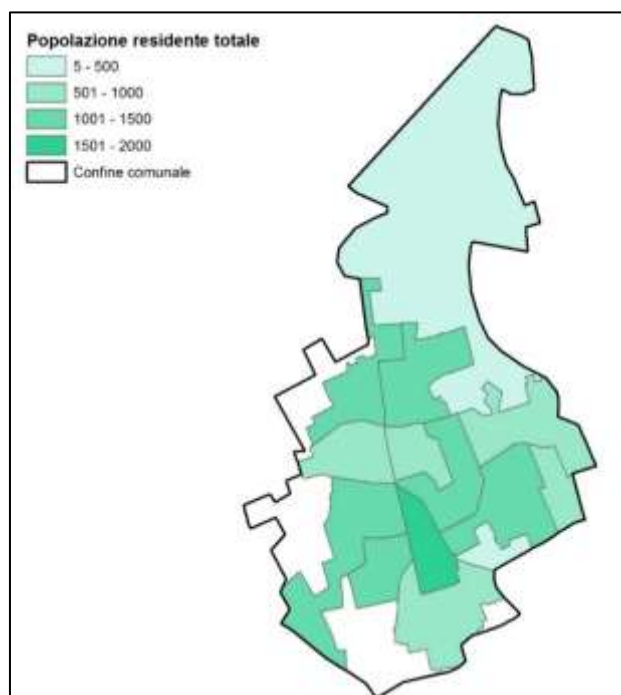 Popolazione residente totale
5 - 500
501 - 1000
1001 - 1500
1501 - 2000
Confine comunale